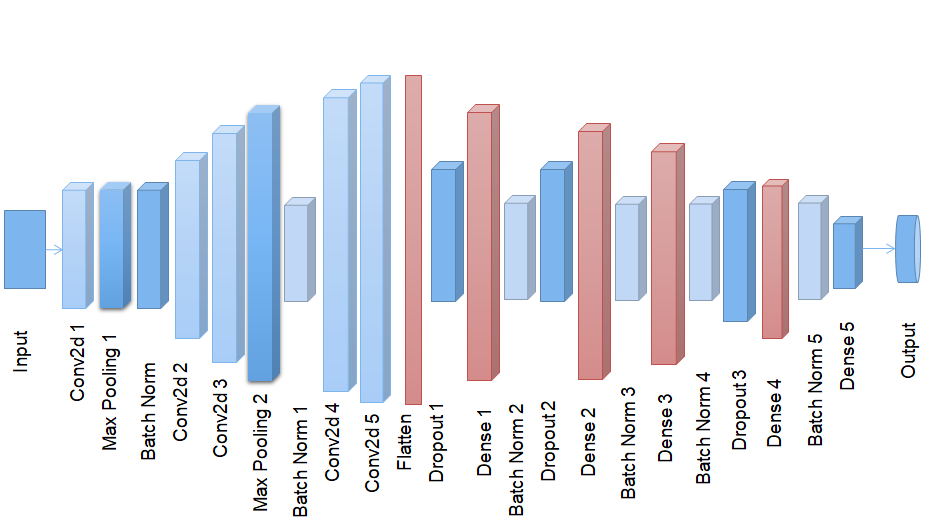 Input
Conv2d 1
Max Pooling 1
Batch Norm
Conv2d 2
Conv2d 3
Max Pooling 2
Batch Norm 1
Conv2d 4
Conv2d 5
Flatten
Dropout 1
Dense 1
Batch Norm 2
Dropout 2
Dense 2
Batch Norm 3
Dense 3
Batch Norm 4
Dropout 3
Dense 4
Batch Norm 5
Dense 5
Output